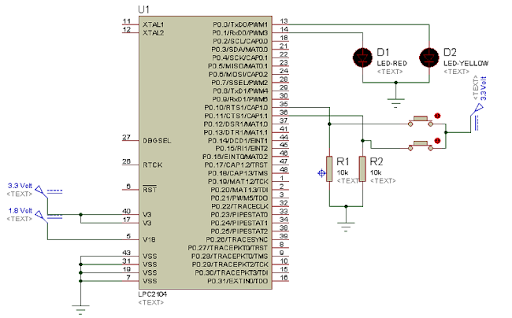 U1
11 XTAL1
12 XTAL2
27 DBGSEL
26 RTCK
6 RST
3.3 Volt
<TEXT>
1.8 Volt
<TEXT>
40 V3
17 V3
5 V18
43 VSS
31 VSS
19 VSS
7 VSS
P0.0/TxD0/PWM1 13
P0.1/RxD0/PWM3 14
P0.2/SCL/CAP0.0 18
P0.3/SDA/MAT0.0 21
P0.4/SCK/CAP0.1 22
P0.5/MISO/MAT0.1 23
P0.6/MOSI/CAP0.2 24
P0.7/SSEL/PWM2 28
P0.8/TxD1/PWM4 29
P0.9/RxD1/PWM6 30
P0.10/RTS1/CAP1.0 35
P0.11/CTS1/CAP1.1 36
P0.12/DSR1/MAT1.0 37
P0.13/DTR1/MAT1.1 41
P0.14/DCD1/EINT1 44
P0.15/RI1/EINT2 45
P0.16/EINT0/MAT0.2 46
P0.17/CAP1.2/TRST 47
P0.18/CAP1.3/TMS 48
P0.19/MAT1.2/TCK 1
P0.20/MAT1.3/TDI 2
P0.21/PWM5/TDO 3
P0.22/TRACECLK 32
P0.23/PIPESTAT0 33
P0.24/PIPESTAT1 34
P0.25/PIPESTAT2 38
P0.26/TRACESYNC 39
P0.27/TRACEPKT0/TRST 8
P0.28/TRACEPKT1/TMS 9
P0.29/TRACEPKT2/TCK 10
P0.30/TRACEPKT3/TDI 15
P0.31/EXTIN0/TDO 16
LPC2104
<TEXT>
D1
LED-RED
<TEXT>
D2
LED-YELLOW
<TEXT>
3.3 Volt
<TEXT>
R1
10k
<TEXT>
R2
10k
<TEXT>